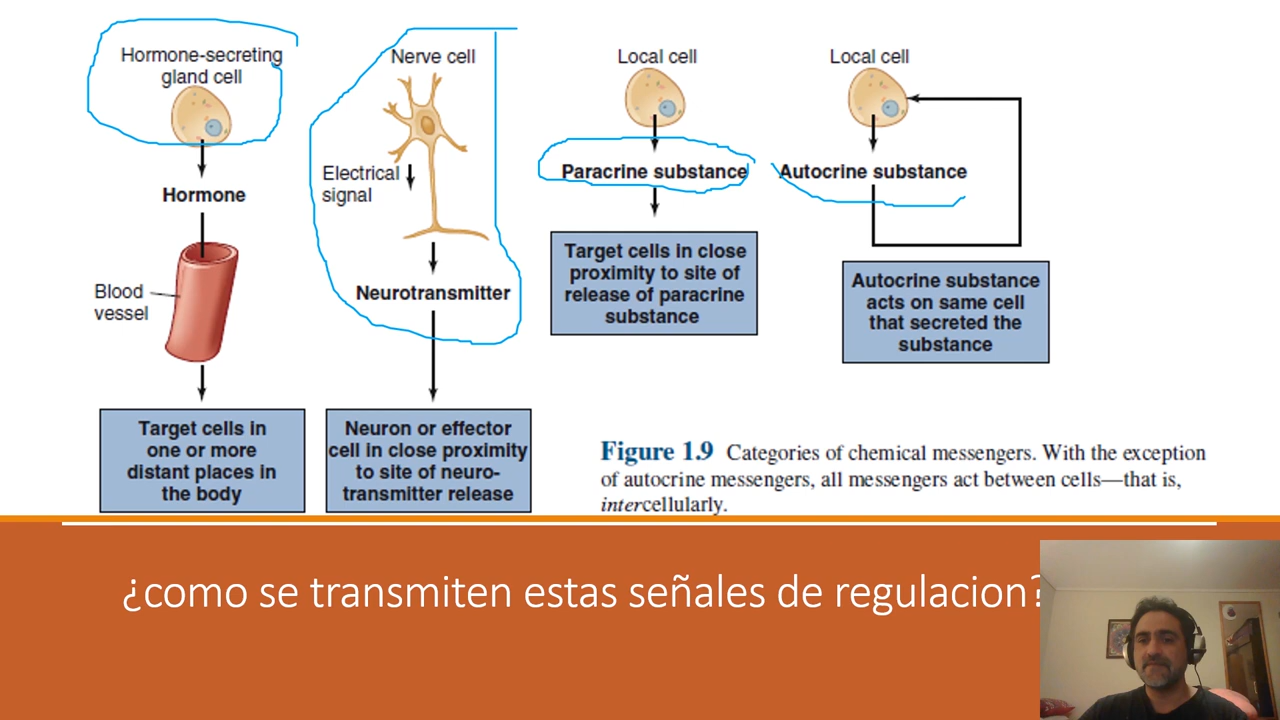 Hormone-secreting
gland cell
Hormone
Blood
vessel
Target cells in
one or more
distant places in
the body
Nerve cell
Electrical
signal
Neurotransmitter
Neuron or effector
cell in close proximity
to site of neuro-
transmitter release
Local cell
Paracrine substance
Target cells in close
proximity to site of
release of paracrine
substance
Local cell
Autocrine substance
Autocrine substance
acts on same cell
that secreted the
substance
Figure 1.9 Categories of chemical messengers. With the exception
of autocrine messengers, all messengers act between cells—that is,
intercellularly.
¿como se transmiten estas señales de regulacion?